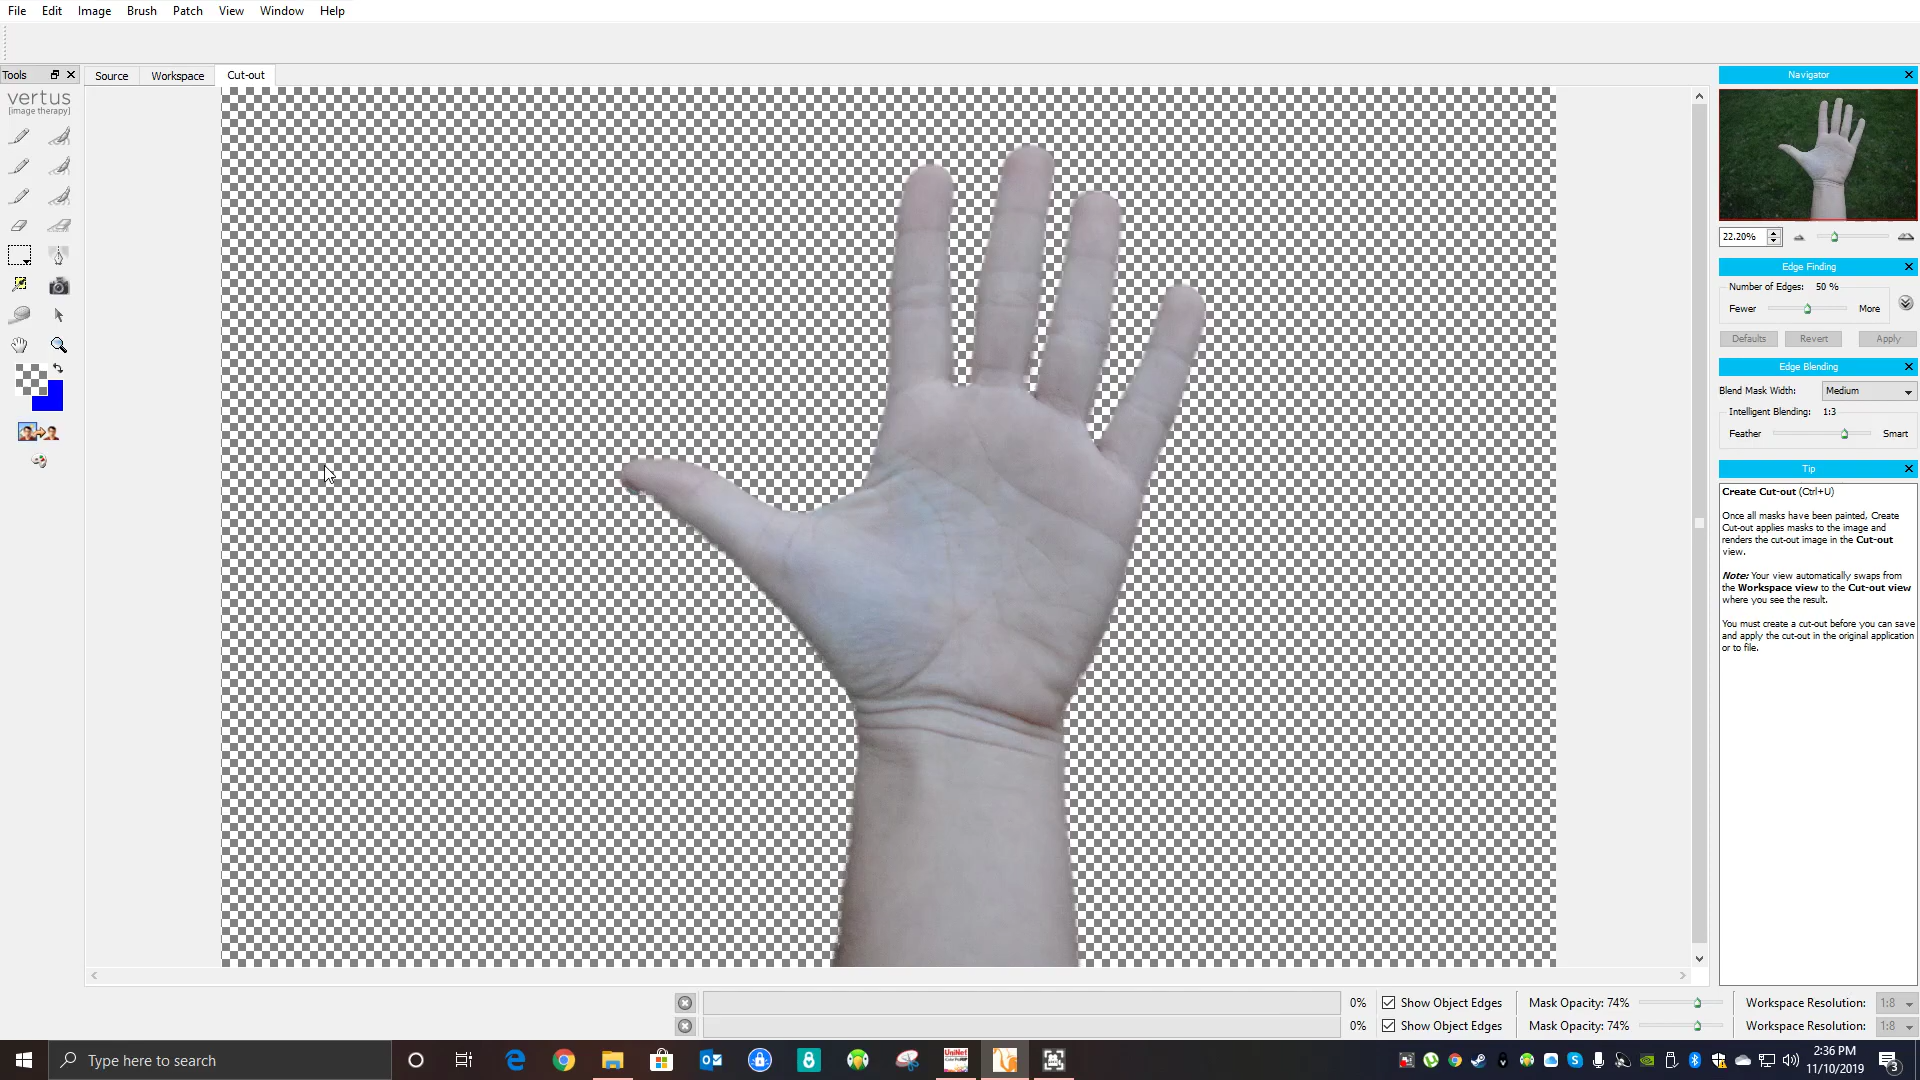 File Edit Image Brush Patch View Window Help
Tools
Source Workspace Cut-out
vertus
[image therapy]
Navigator
22.20%
Edge Finding
Number of Edges: 50 %
Fewer More
Defaults Revert Apply
Edge Blending
Blend Mask Width: Medium
Intelligent Blending: 1:3
Feather Smart
Tip
Create Cut-out (Ctrl+U)
Once all masks have been painted, Create
Cut-out applies masks to the image and
renders the cut-out image in the Cut-out
view.
Note: Your view automatically swaps from
the Workspace view to the Cut-out view
where you see the result.
You must create a cut-out before you can save
and apply the cut-out in the original application
or to file.
0% Show Object Edges Mask Opacity: 74% Workspace Resolution: 1:8
0% Show Object Edges Mask Opacity: 74% Workspace Resolution: 1:8
Type here to search
UniNet
2:36 PM
11/10/2019
3